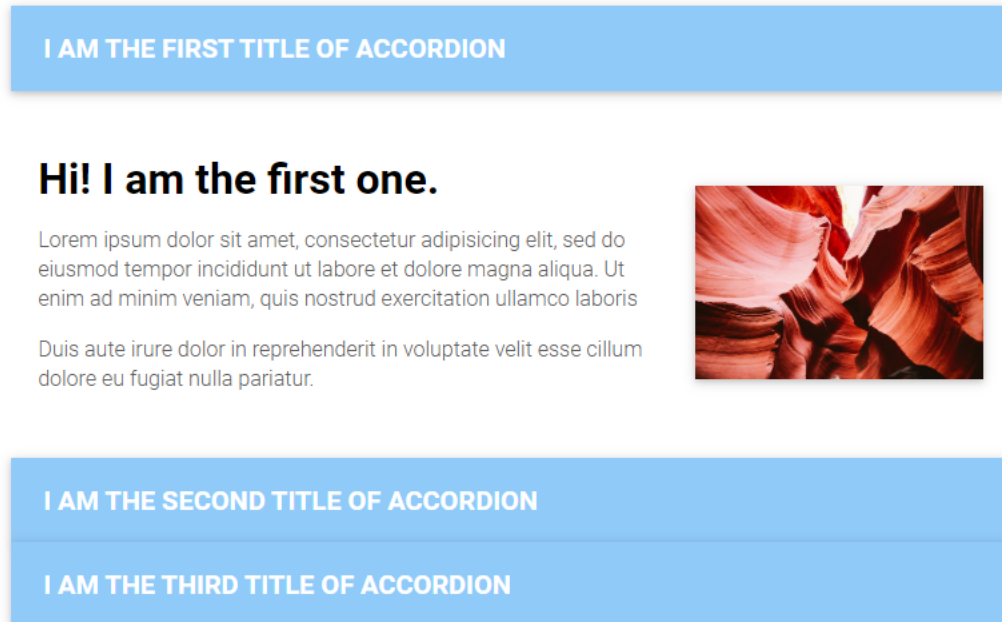 I AM THE FIRST TITLE OF ACCORDION
Hi! I am the first one.
Lorem ipsum dolor sit amet, consectetur adipisicing elit, sed do
eiusmod tempor incididunt ut labore et dolore magna aliqua. Ut
enim ad minim veniam, quis nostrud exercitation ullamco laboris
Duis aute irure dolor in reprehenderit in voluptate velit esse cillum
dolore eu fugiat nulla pariatur.
I AM THE SECOND TITLE OF ACCORDION
I AM THE THIRD TITLE OF ACCORDION